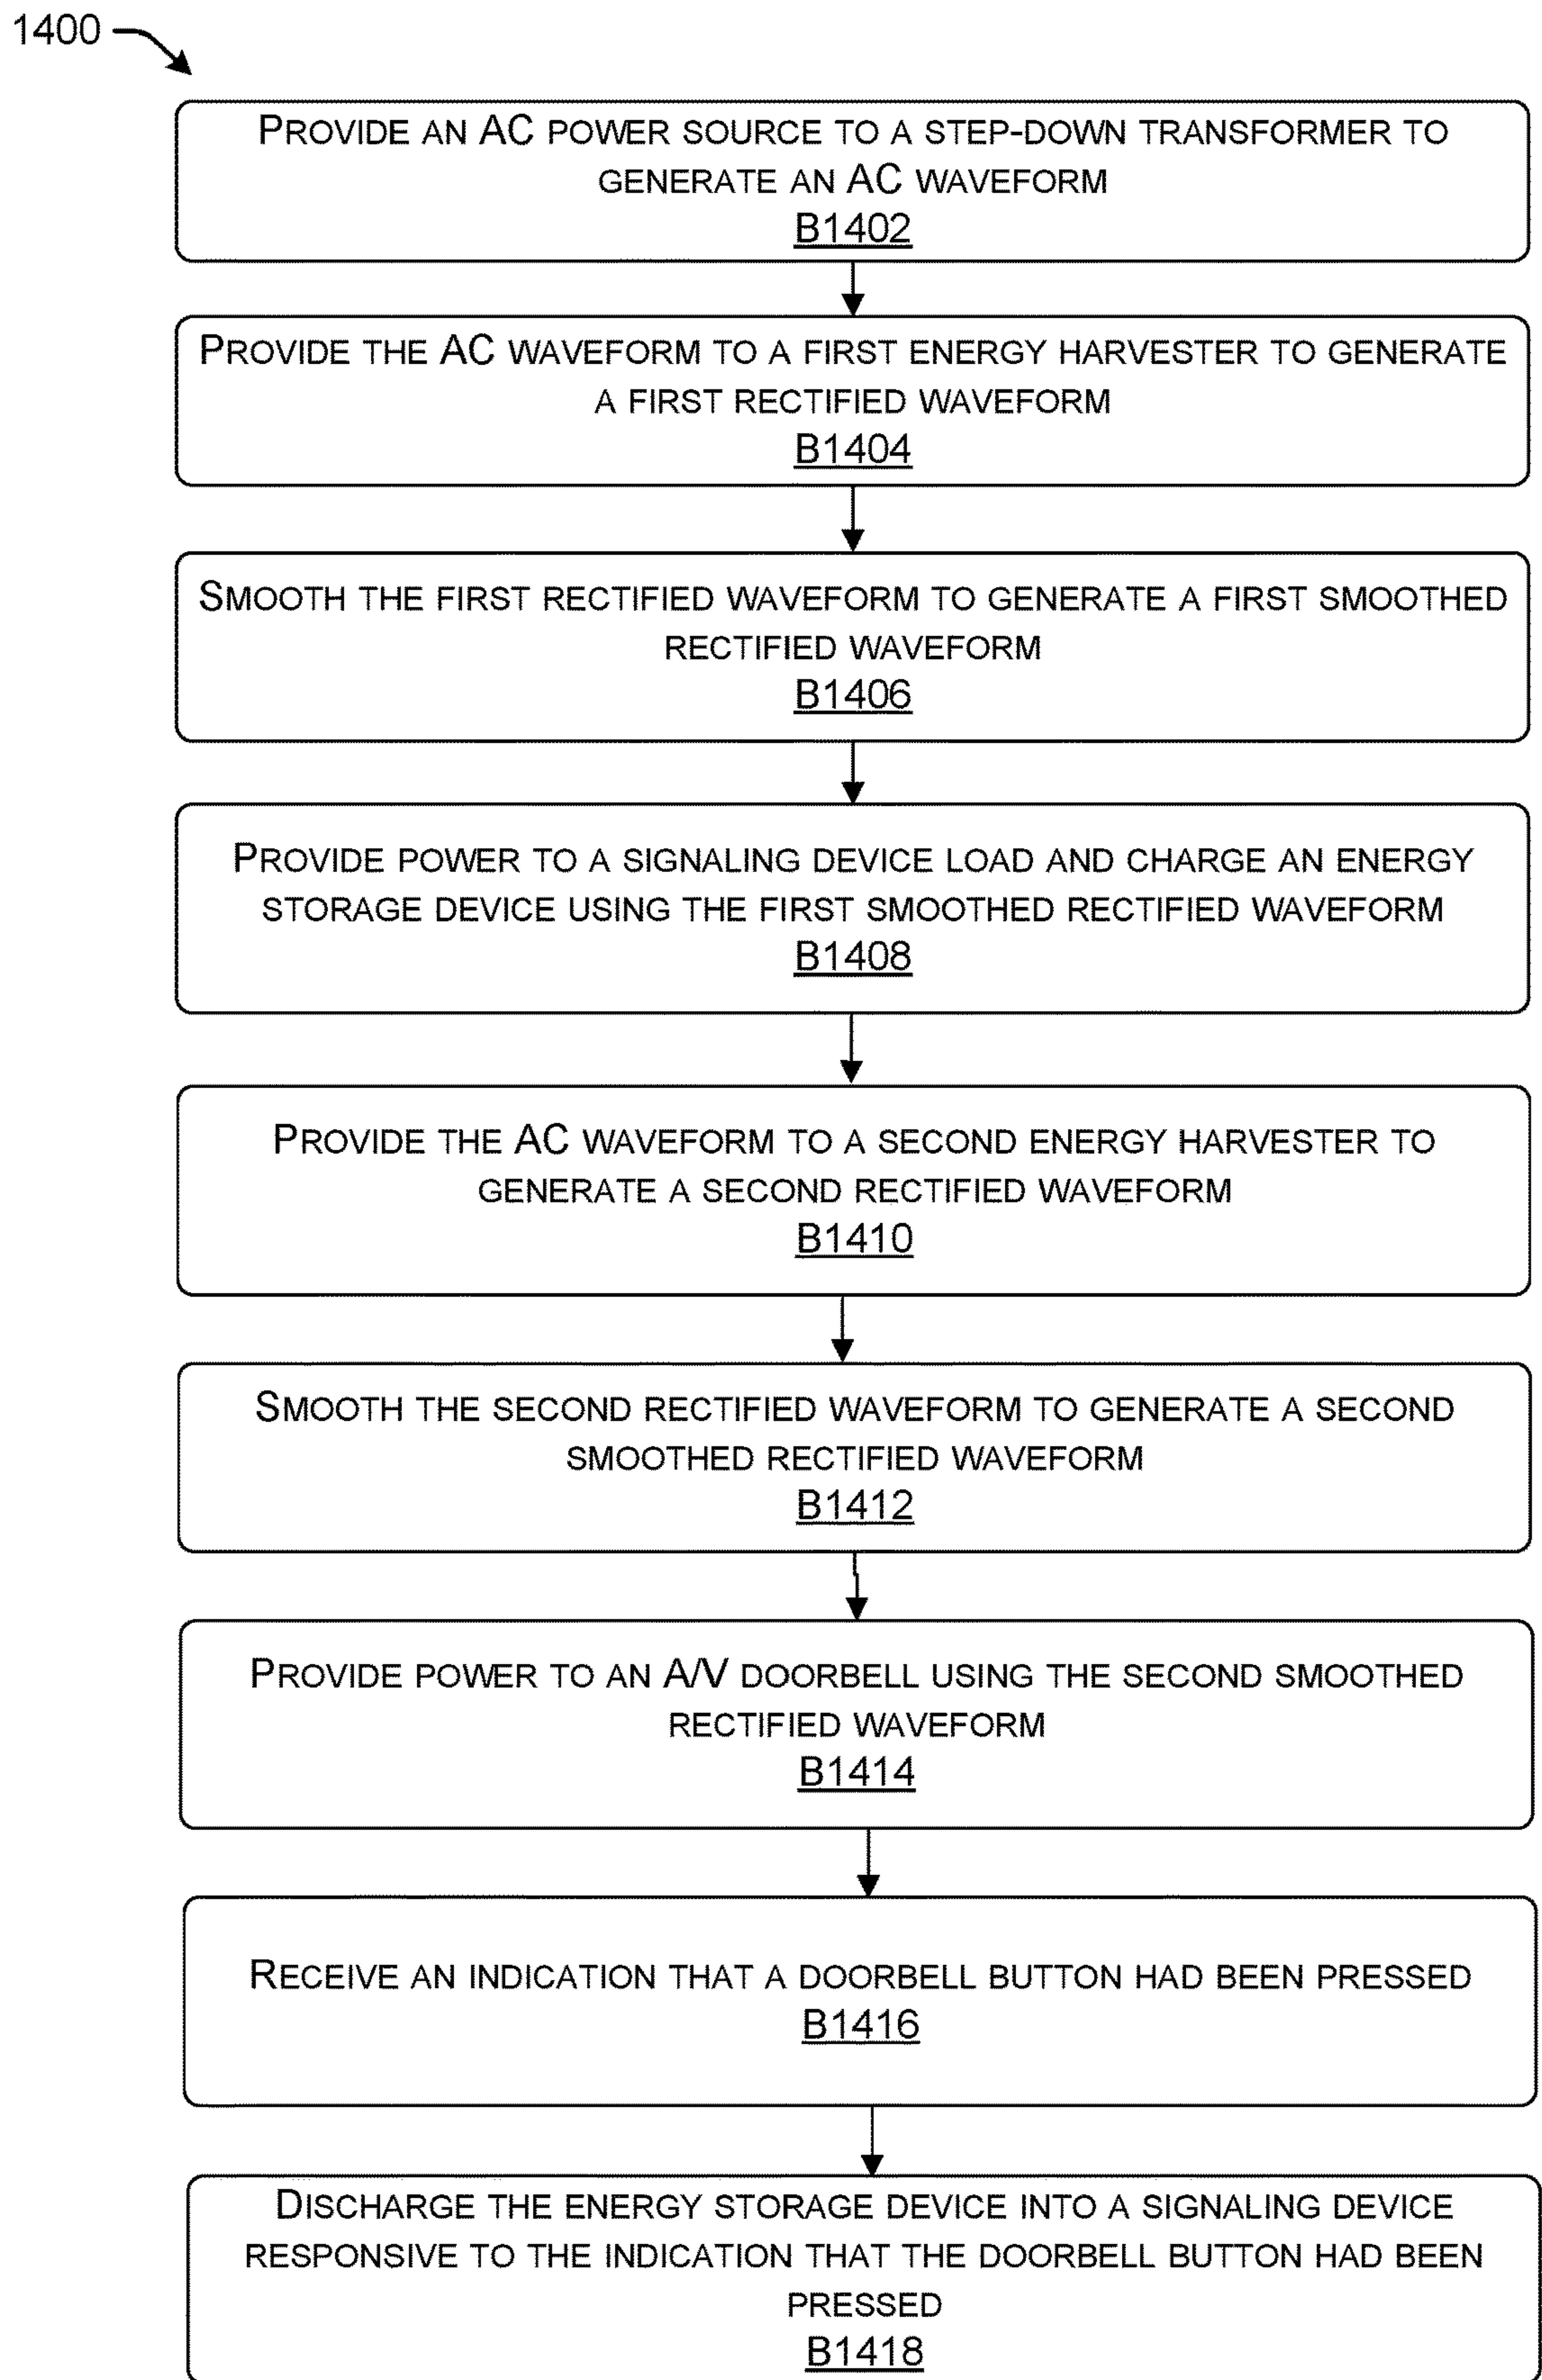 1400
PROVIDE AN AC POWER SOURCE TO A STEP-DOWN TRANSFORMER TO
GENERATE AN AC WAVEFORM
B1402
PROVIDE THE AC WAVEFORM TO A FIRST ENERGY HARVESTER TO GENERATE
A FIRST RECTIFIED WAVEFORM
B1404
SMOOTH THE FIRST RECTIFIED WAVEFORM TO GENERATE A FIRST SMOOTHED
RECTIFIED WAVEFORM
B1406
PROVIDE POWER TO A SIGNALING DEVICE LOAD AND CHARGE AN ENERGY
STORAGE DEVICE USING THE FIRST SMOOTHED RECTIFIED WAVEFORM
B1408
PROVIDE THE AC WAVEFORM TO A SECOND ENERGY HARVESTER TO
GENERATE A SECOND RECTIFIED WAVEFORM
B1410
SMOOTH THE SECOND RECTIFIED WAVEFORM TO GENERATE A SECOND
SMOOTHED RECTIFIED WAVEFORM
B1412
PROVIDE POWER TO AN A/V DOORBELL USING THE SECOND SMOOTHED
RECTIFIED WAVEFORM
B1414
RECEIVE AN INDICATION THAT A DOORBELL BUTTON HAD BEEN PRESSED
B1416
DISCHARGE THE ENERGY STORAGE DEVICE INTO A SIGNALING DEVICE
RESPONSIVE TO THE INDICATION THAT THE DOORBELL BUTTON HAD BEEN
PRESSED
B1418